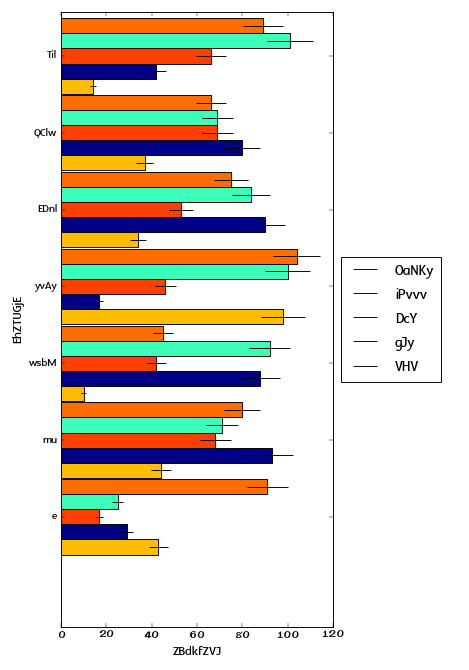 Til
QClw
EDnl
yvAy
wsbM
mu
e
EhZTUGjE
0 20 40 60 80 100 120
ZBdkfZVJ
OaNKy
iPvvv
DcY
gJy
VHV